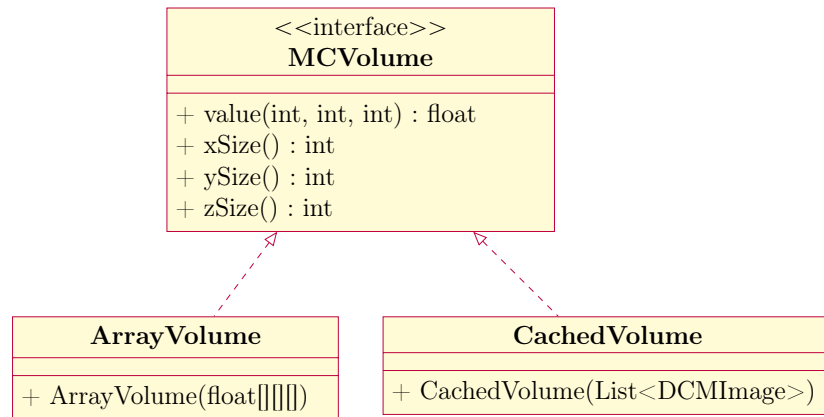 <<interface>>
MCVolume
+ value(int, int, int) : float
+ xSize() : int
+ ySize() : int
+ zSize() : int
ArrayVolume
+ ArrayVolume(float[][][])
CachedVolume
+ CachedVolume(List<DCMImage>)